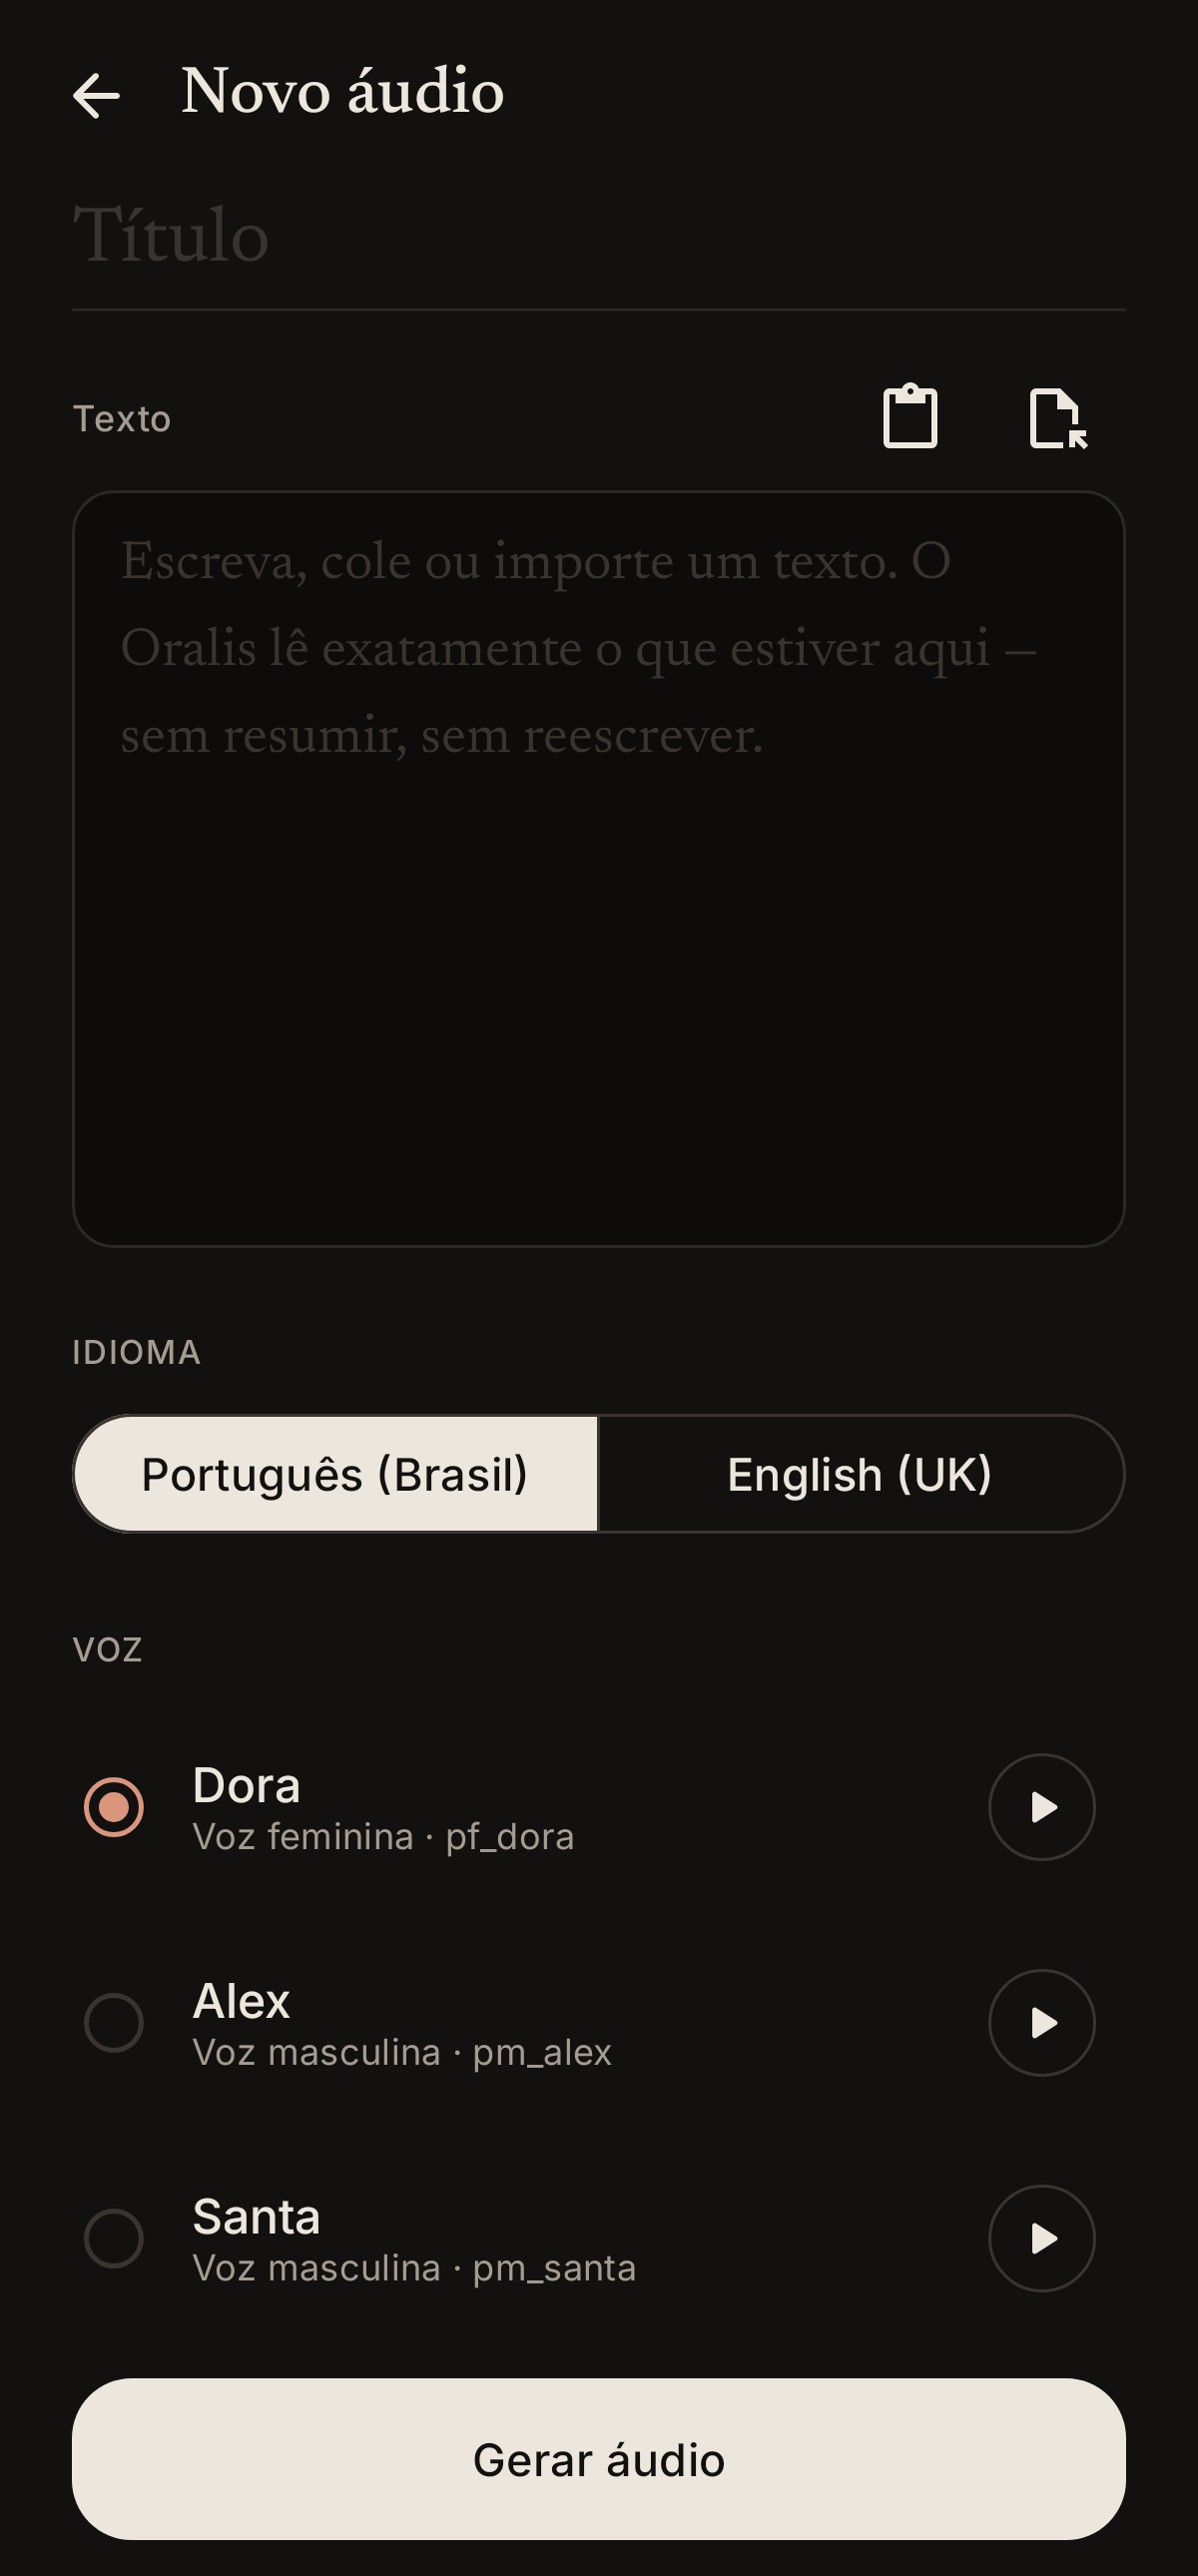 Novo áudio
Título
Texto
Escreva, cole ou importe um texto. O
Oralis lê exatamente o que estiver aqui —
sem resumir, sem reescrever.
IDIOMA
Português (Brasil)
English (UK)
VOZ
Dora
Voz feminina · pf_dora
Alex
Voz masculina · pm_alex
Santa
Voz masculina · pm_santa
Gerar áudio